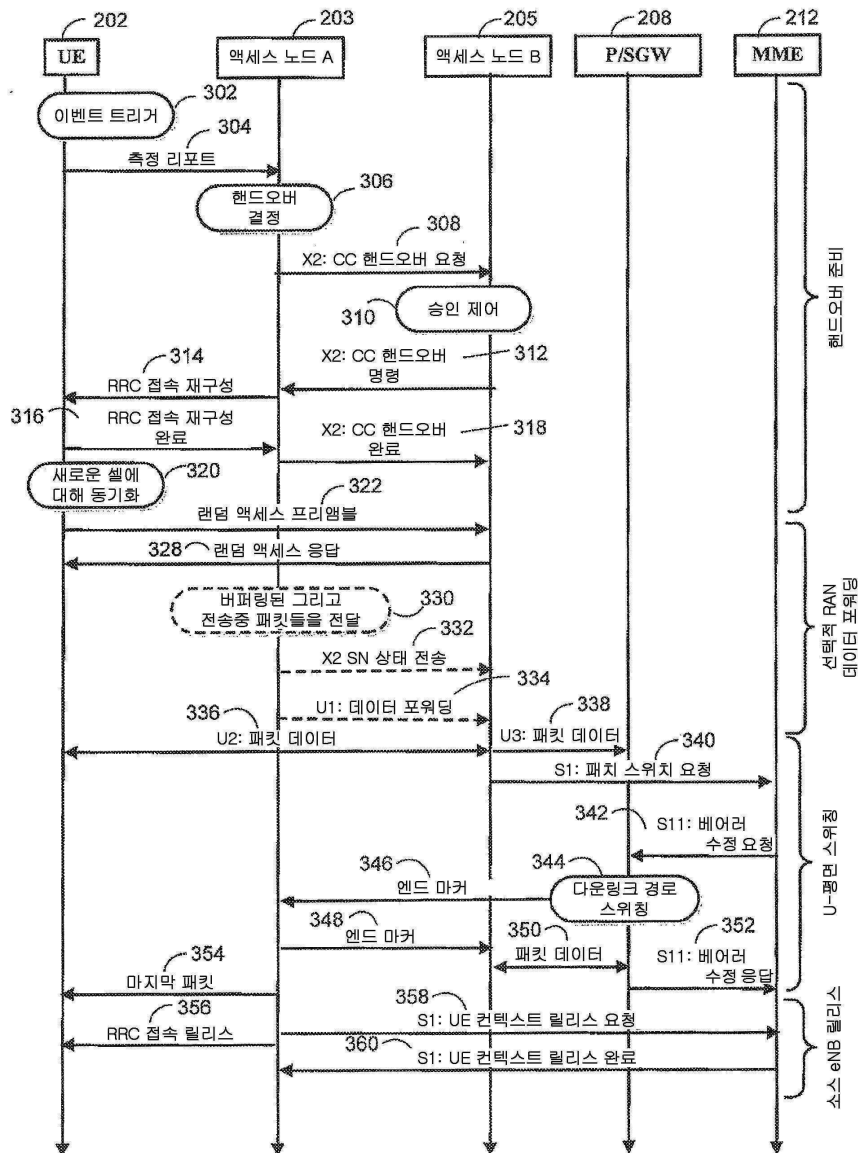 202
203
205
208
212
UE
액세스 노드 A
액세스 노드 B
P/SGW
MME
302
이벤트 트리거
304
측정 리포트
306
핸드오버
결정
308
X2: CC 핸드오버 요청
310
승인 제어
312
X2: CC 핸드오버
명령
314
RRC 접속 재구성
316
RRC 접속 재구성
완료
318
X2: CC 핸드오버
완료
320
새로운 셀에
대해 동기화
322
랜덤 액세스 프리앰블
328
랜덤 액세스 응답
330
버퍼링된 그리고
전송중 패킷들을 전달
332
X2 SN 상태 전송
334
U1: 데이터 포워딩
336
U2: 패킷 데이터
338
U3: 패킷 데이터
340
S1: 패치 스위치 요청
342
S11: 베어러
수정 요청
344
다운링크 경로
스위칭
346
엔드 마커
348
엔드 마커
350
패킷 데이터
352
S11: 베어러
수정 응답
354
마지막 패킷
356
RRC 접속 릴리스
358
S1: UE 컨텍스트 릴리스 요청
360
S1: UE 컨텍스트 릴리스 완료
핸드오버 준비
선택적 RAN
데이터 포워딩
U-평면 스위칭
소스 eNB 릴리스